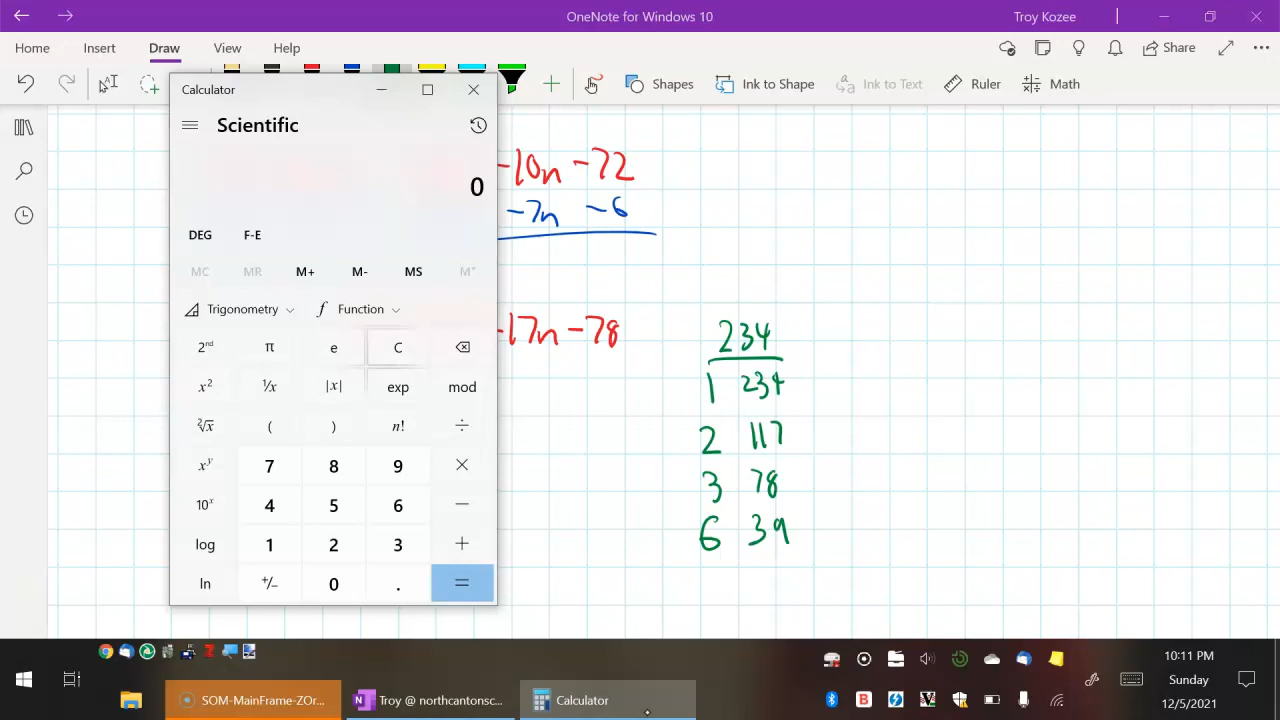 OneNote for Windows 10
Troy Kozee
Home Insert Draw View Help
Share
Shapes Ink to Shape Ink to Text Ruler Math
Calculator
Scientific
0
DEG F-E
MC MR M+ M- MS M˅
Trigonometry Function
2ⁿᵈ π e C
x² ¹/x |x| exp mod
²√x ( ) n! ÷
xʸ 7 8 9 ×
10ˣ 4 5 6 −
log 1 2 3 +
ln +/− 0 . =
-10n -72
-7n -6
-17n -78
234
1 234
2 117
3 78
6 39
SOM-MainFrame-ZOr... Troy @ northcantonsc... Calculator
10:11 PM
Sunday
12/5/2021